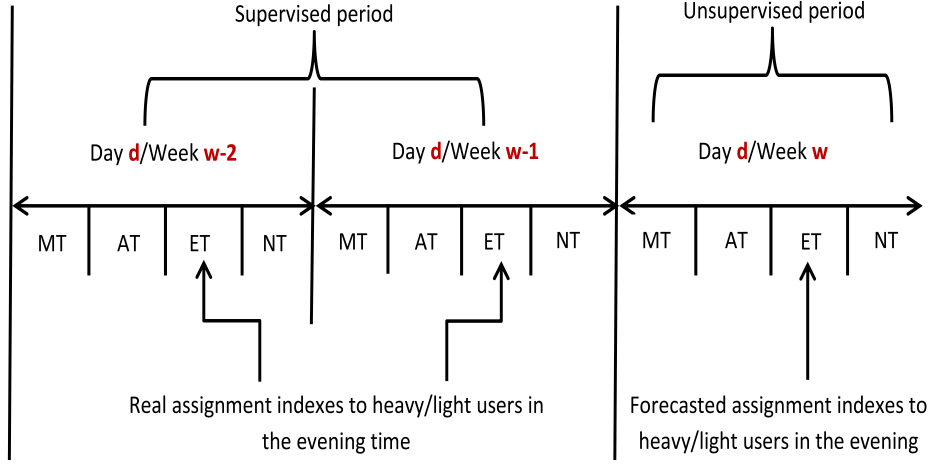 Supervised period
Unsupervised period
Day d/Week w-2
Day d/Week w-1
Day d/Week w
MT AT ET NT MT AT ET NT MT AT ET NT
Real assignment indexes to heavy/light users in
the evening time
Forecasted assignment indexes to
heavy/light users in the evening